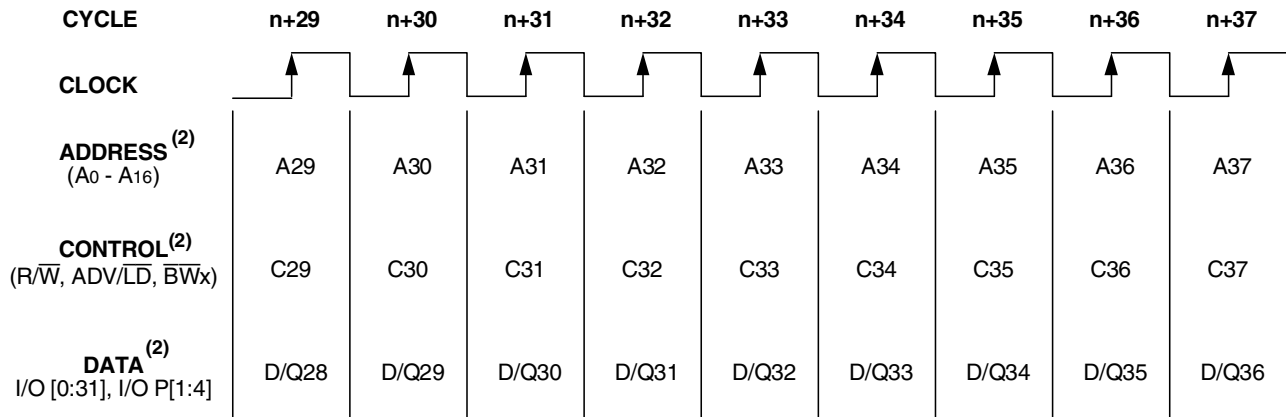 CYCLE n+29 n+30 n+31 n+32 n+33 n+34 n+35 n+36 n+37
CLOCK
ADDRESS (2)
(A0 - A16) A29 A30 A31 A32 A33 A34 A35 A36 A37
CONTROL(2)
(R/W̅, ADV/L̅D̅, B̅W̅x) C29 C30 C31 C32 C33 C34 C35 C36 C37
DATA (2)
I/O [0:31], I/O P[1:4] D/Q28 D/Q29 D/Q30 D/Q31 D/Q32 D/Q33 D/Q34 D/Q35 D/Q36